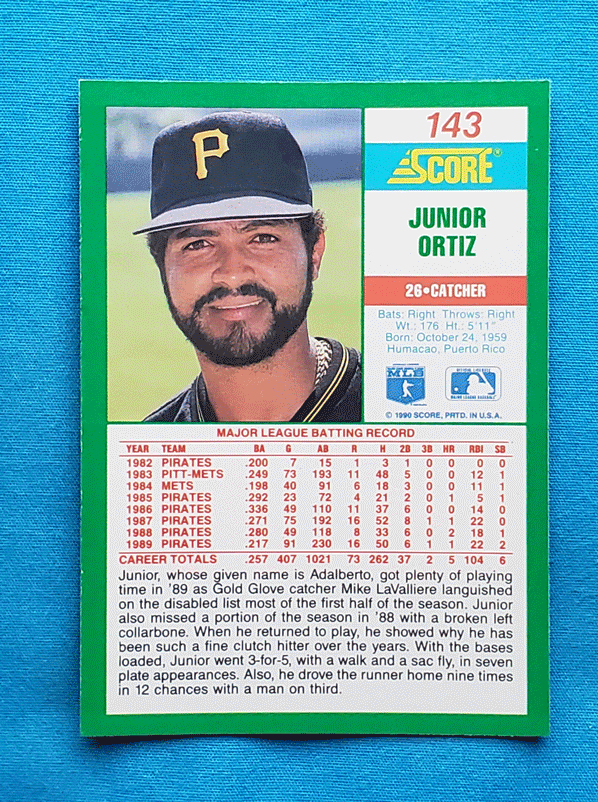 P
143
SCORE®
JUNIOR
ORTIZ
26•CATCHER
Bats: Right Throws: Right
Wt.: 176 Ht.: 5'11"
Born: October 24, 1959
Humacao, Puerto Rico
MLB
© 1990 SCORE, PRTD. IN U.S.A.
MAJOR LEAGUE BATTING RECORD
YEAR TEAM BA G AB R H 2B 3B HR RBI SB
1982 PIRATES .200 7 15 1 3 1 0 0 0 0
1983 PITT-METS .249 73 193 11 48 5 0 0 12 1
1984 METS .198 40 91 6 18 3 0 0 11 1
1985 PIRATES .292 23 72 4 21 2 0 1 5 1
1986 PIRATES .336 49 110 11 37 6 0 0 14 0
1987 PIRATES .271 75 192 16 52 8 1 1 22 0
1988 PIRATES .280 49 118 8 33 6 0 2 18 1
1989 PIRATES .217 91 230 16 50 6 1 1 22 2
CAREER TOTALS .257 407 1021 73 262 37 2 5 104 6
Junior, whose given name is Adalberto, got plenty of playing
time in '89 as Gold Glove catcher Mike LaValliere languished
on the disabled list most of the first half of the season. Junior
also missed a portion of the season in '88 with a broken left
collarbone. When he returned to play, he showed why he has
been such a fine clutch hitter over the years. With the bases
loaded, Junior went 3-for-5, with a walk and a sac fly, in seven
plate appearances. Also, he drove the runner home nine times
in 12 chances with a man on third.